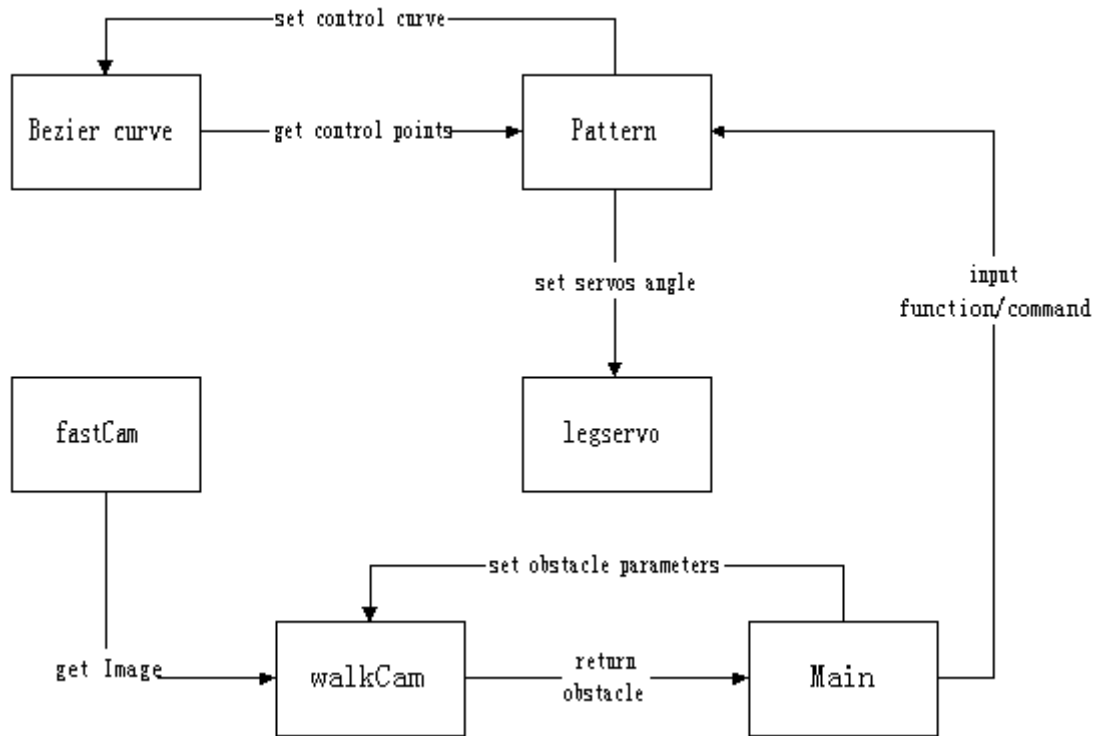 set control curve
Bezier curve
get control points
Pattern
set servos angle
input
function/command
fastCam
legservo
set obstacle parameters
get Image
walkCam
return
obstacle
Main